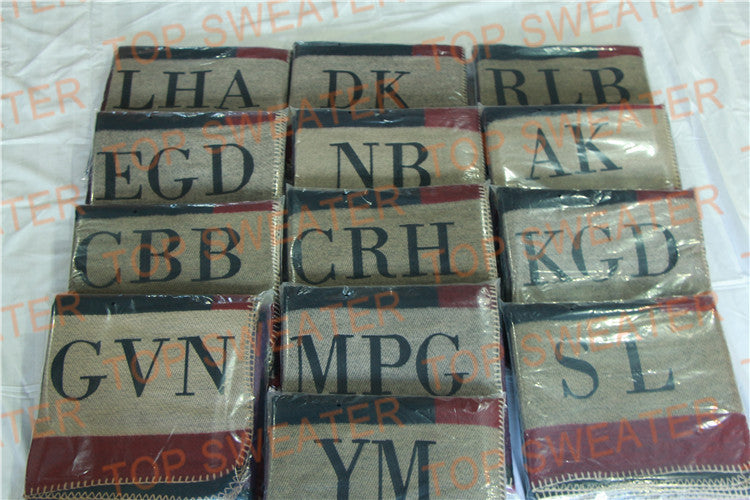 LHA DK RLB
EGD NB AK
CBB CRH KGD
GVN MPG SL
YM
TOP SWEATER